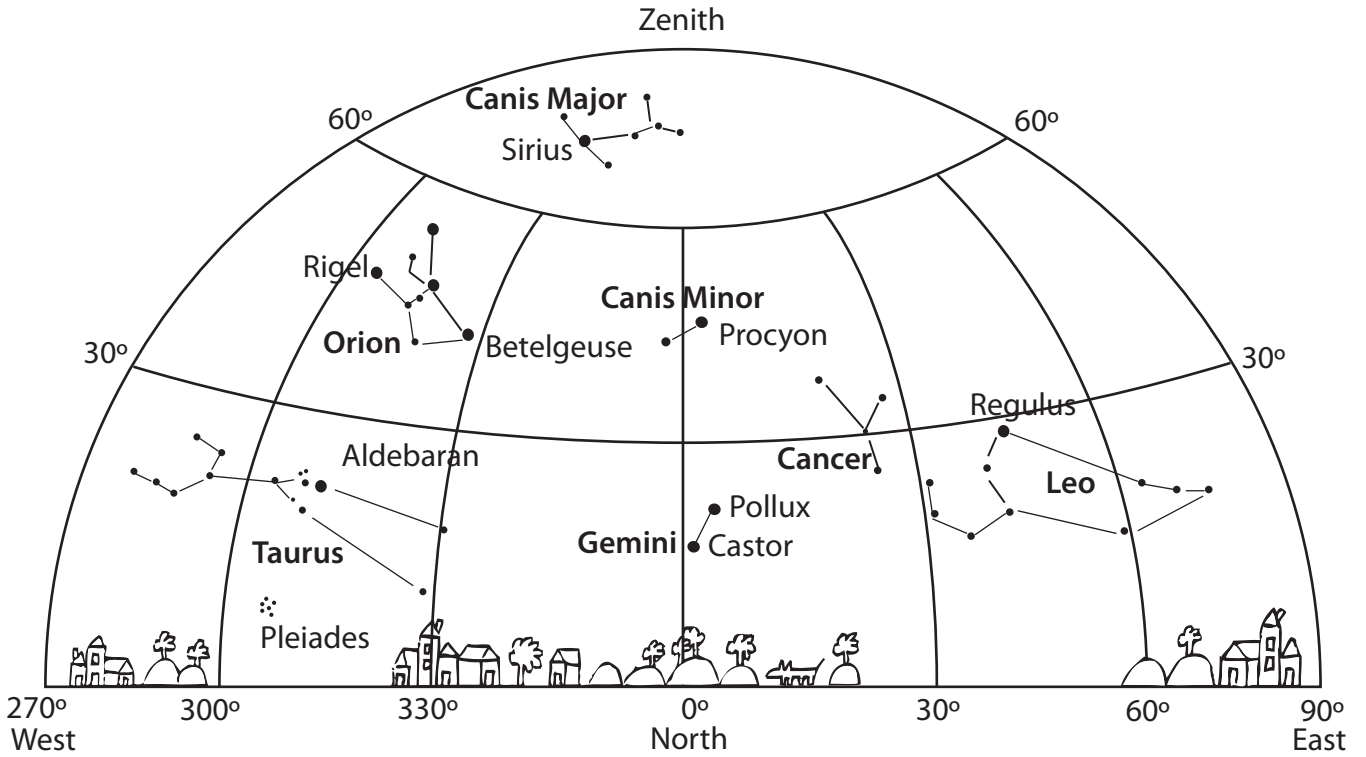 Zenith
Canis Major
60º
60º
Sirius
Rigel
Canis Minor
Procyon
Orion
Betelgeuse
30º
30º
Regulus
Aldebaran
Cancer
Leo
Pollux
Gemini
Castor
Taurus
Pleiades
270º
300º
330º
0º
30º
60º
90º
West
North
East